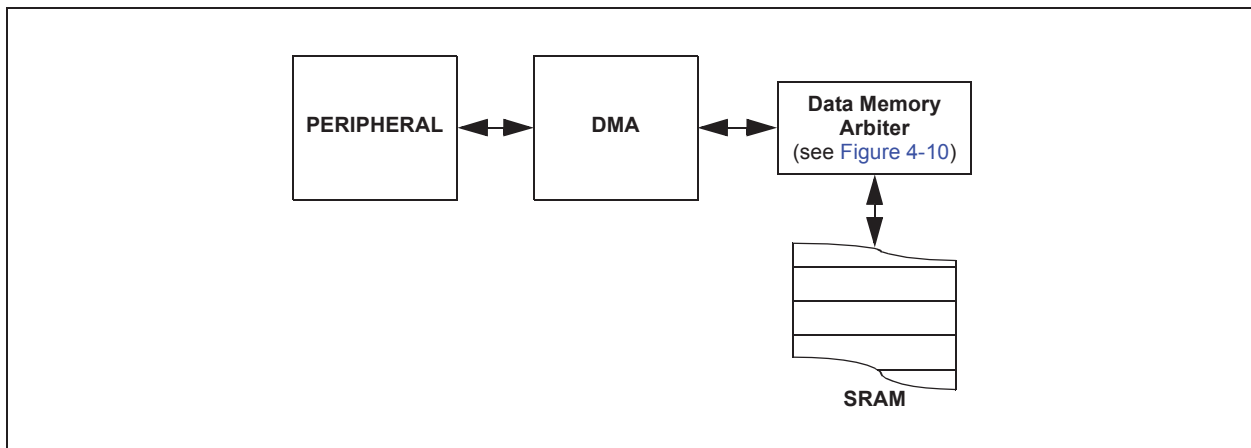 PERIPHERAL
DMA
Data Memory
Arbiter
(see Figure 4-10)
SRAM